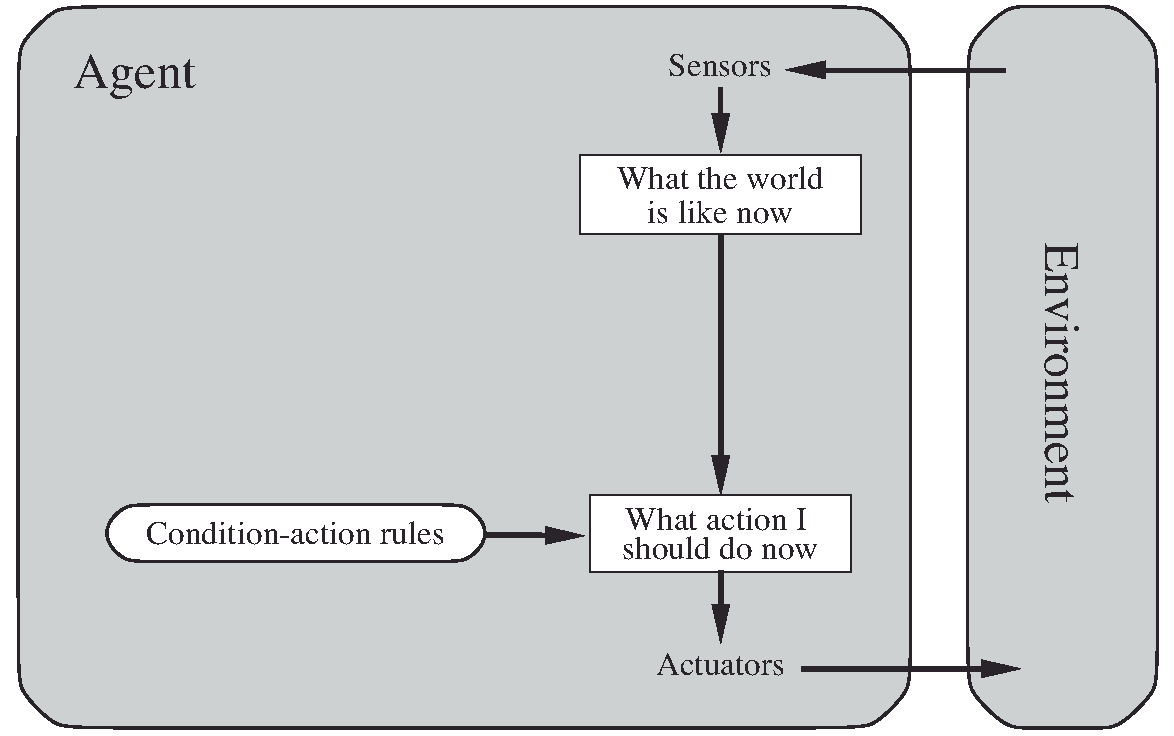 Agent
Sensors
What the world
is like now
Environment
Condition-action rules
What action I
should do now
Actuators